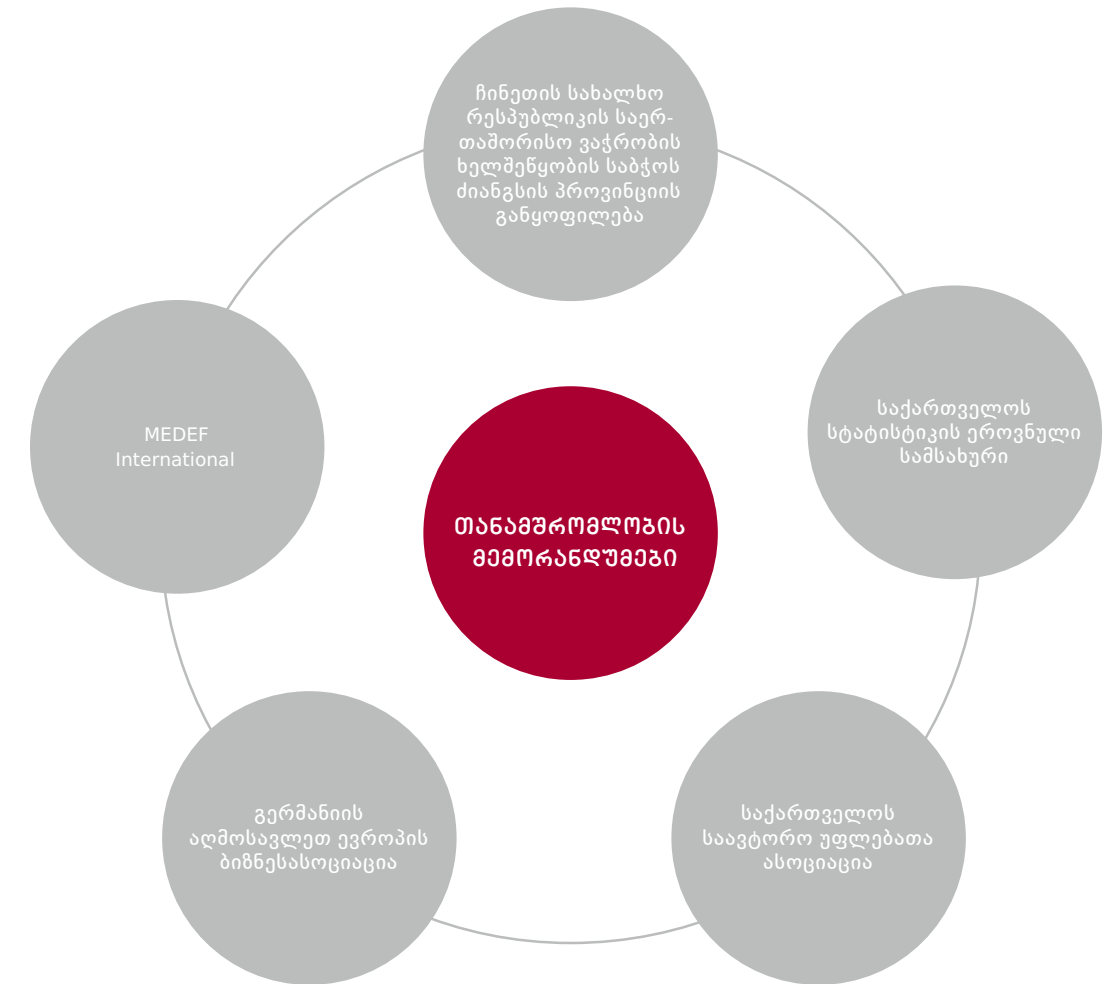 ჩინეთის სახალხო
რესპუბლიკის საერ-
თაშორისო ვაჭრობის
ხელშეწყობის საბჭოს
ძიანგსის პროვინციის
განყოფილება
საქართველოს
სტატისტიკის ეროვნული
სამსახური
MEDEF
International
თანამშრომლობის
მემორანდუმები
გერმანიის
აღმოსავლეთ ევროპის
ბიზნესასოციაცია
საქართველოს
საავტორო უფლებათა
ასოციაცია